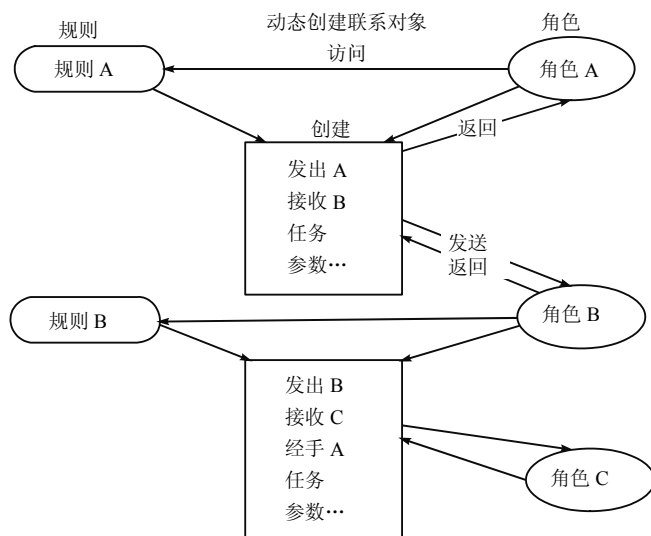 规则
动态创建联系对象
角色
规则 A
访问
角色 A
创建
返回
发出 A
接收 B
任务
参数…
发送
返回
规则 B
角色 B
发出 B
接收 C
经手 A
任务
参数…
角色 C